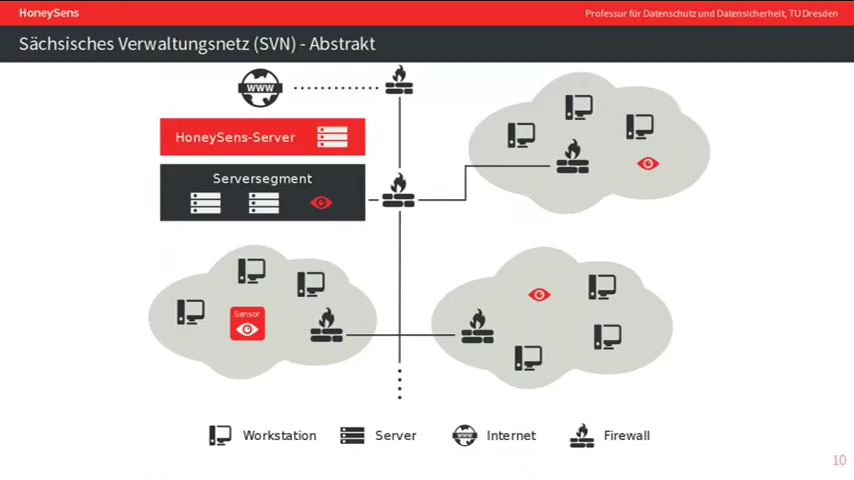 HoneySens
Professur für Datenschutz und Datensicherheit, TU Dresden
Sächsisches Verwaltungsnetz (SVN) - Abstrakt
WWW
HoneySens-Server
Serversegment
Sensor
Workstation
Server
WWW
Internet
Firewall
10